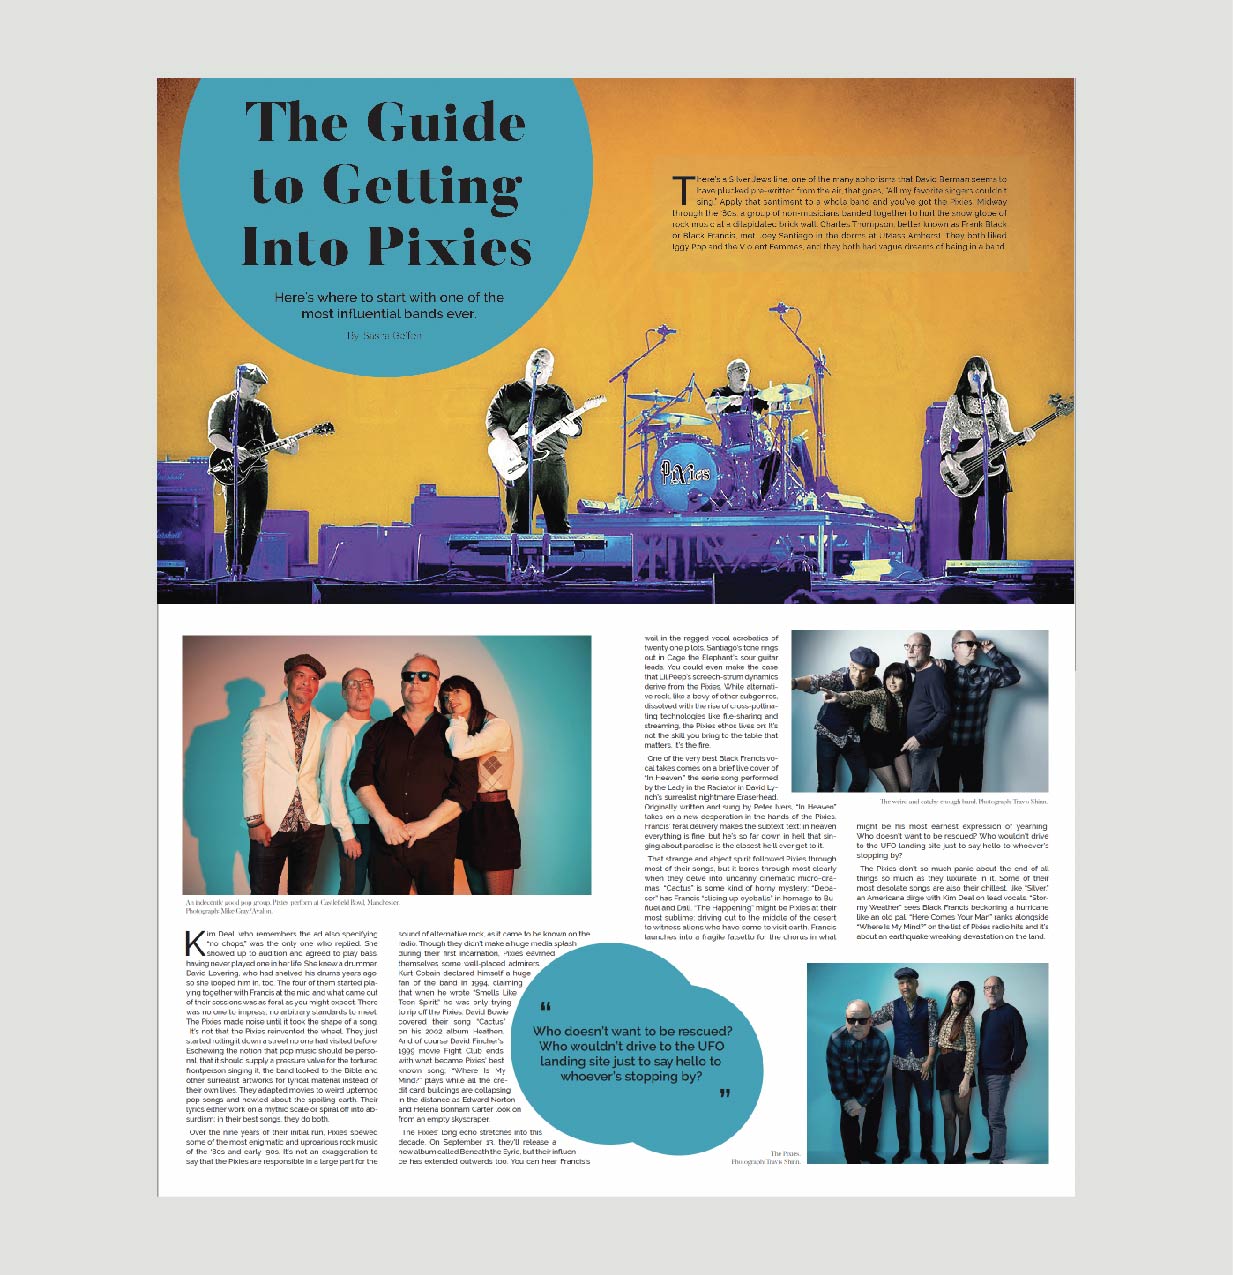 The Guide
to Getting
Into Pixies
Here's where to start with one of the
most influential bands ever.
By: Sasha Geffen
There's a Silver Jews line, one of the many aphorisms that David Berman seems to
have plucked pre-written from the air, that goes, "All my favorite singers couldn't
sing." Apply that sentiment to a whole band and you've got the Pixies. Midway
through the '80s, a group of non-musicians banded together to hurl the snow globe of
rock music at a dilapidated brick wall. Charles Thompson, better known as Frank Black
or Black Francis, met Joey Santiago in the dorms at UMass Amherst. They both liked
Iggy Pop and the Violent Femmes, and they both had vague dreams of being in a band.
Marshall
Marshall
PIXIES
An indecently good pop group. Pixies perform at Castlefield Bowl, Manchester.
Photograph: Mike Gray/Avalon.
Kim Deal, who remembers the ad also specifying
"no chops," was the only one who replied. She
showed up to audition and agreed to play bass,
having never played one in her life. She knew a drummer,
David Lovering, who had shelved his drums years ago,
so she looped him in, too. The four of them started pla-
ying together with Francis at the mic and what came out
of their sessions was as feral as you might expect. There
was no one to impress, no arbitrary standards to meet.
The Pixies made noise until it took the shape of a song.
It's not that the Pixies reinvented the wheel. They just
started rolling it down a street no one had visited before.
Eschewing the notion that pop music should be perso-
nal, that it should supply a pressure valve for the tortured
frontperson singing it, the band looked to the Bible and
other surrealist artworks for lyrical material instead of
their own lives. They adapted movies to weird uptempo
pop songs and howled about the spoiling earth. Their
lyrics either work on a mythic scale or spiral off into ab-
surdism; in their best songs, they do both.
Over the nine years of their initial run, Pixies spewed
some of the most enigmatic and uproarious rock music
of the '80s and early '90s. It's not an exaggeration to
say that the Pixies are responsible in a large part for the
sound of alternative rock, as it came to be known on the
radio. Though they didn't make a huge media splash
during their first incarnation, Pixies earned
themselves some well-placed admirers.
Kurt Cobain declared himself a huge
fan of the band in 1994, claiming
that when he wrote "Smells Like
Teen Spirit," he was only trying
to rip off the Pixies. David Bowie
covered their song "Cactus"
on his 2002 album Heathen.
And of course David Fincher's
1999 movie Fight Club ends
with what became Pixies' best
known song: "Where Is My
Mind?" plays while all the cre-
dit card buildings are collapsing
in the distance as Edward Norton
and Helena Bonham Carter look on
from an empty skyscraper.
The Pixies' long echo stretches into this
decade. On September 13, they'll release a
new album called Beneath the Eyrie, but their influen-
ce has extended outwards too. You can hear Francis's
wail in the ragged vocal acrobatics of
twenty one pilots. Santiago's tone rings
out in Cage the Elephant's sour guitar
leads. You could even make the case
that Lil Peep's screech-strum dynamics
derive from the Pixies. While alternati-
ve rock, like a bevy of other subgenres,
dissolved with the rise of cross-pollina-
ting technologies like file-sharing and
streaming, the Pixies ethos lives on: It's
not the skill you bring to the table that
matters. It's the fire.
One of the very best Black Francis vo-
cal takes comes on a brief live cover of
"In Heaven" the eerie song performed
by the Lady in the Radiator in David Ly-
nch's surrealist nightmare Eraserhead.
Originally written and sung by Peter Ivers, "In Heaven"
takes on a new desperation in the hands of the Pixies.
Francis' feral delivery makes the subtext text: in heaven
everything is fine, but he's so far down in hell that sin-
ging about paradise is the closest he'll ever get to it.
That strange and abject spirit followed Pixies through
most of their songs, but it bores through most clearly
when they delve into uncanny cinematic micro-dra-
mas. "Cactus" is some kind of horny mystery; "Deba-
ser" has Francis "slicing up eyeballs" in homage to Bu-
ñuel and Dalí. "The Happening" might be Pixies at their
most sublime: driving out to the middle of the desert
to witness aliens who have come to visit earth, Francis
launches into a fragile falsetto for the chorus in what
The weird and catchy enough band. Photograph: Travis Shinn.
might be his most earnest expression of yearning.
Who doesn't want to be rescued? Who wouldn't drive
to the UFO landing site just to say hello to whoever's
stopping by?
The Pixies don't so much panic about the end of all
things so much as they luxuriate in it. Some of their
most desolate songs are also their chillest, like "Silver,"
an Americana dirge with Kim Deal on lead vocals. "Stor-
my Weather" sees Black Francis beckoning a hurricane
like an old pal. "Here Comes Your Man" ranks alongside
"Where Is My Mind?" on the list of Pixies radio hits and it's
about an earthquake wreaking devastation on the land.
"
Who doesn't want to be rescued?
Who wouldn't drive to the UFO
landing site just to say hello to
whoever's stopping by?
"
The Pixies.
Photograph: Travis Shinn.